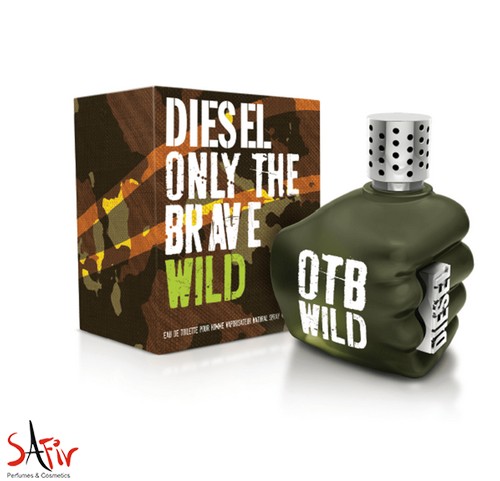 DIESEL
ONLY THE
BRAVE
WILD
EAU DE TOILETTE POUR HOMME VAPORISATEUR NATURAL SPRAY
OTB
WILD
DIESEL
SAFIR
Perfumes & Cosmetics